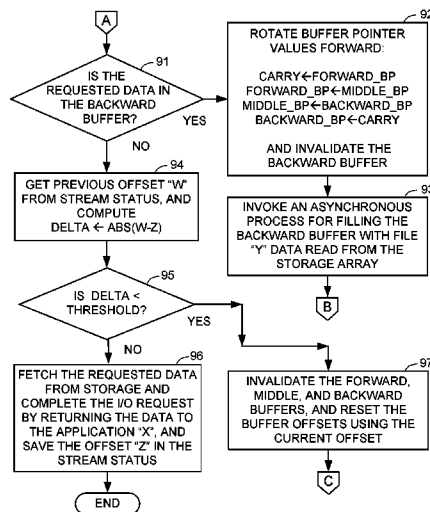 A
91
IS THE
REQUESTED DATA IN
THE BACKWARD
BUFFER?
YES
NO
92
ROTATE BUFFER POINTER
VALUES FORWARD:
CARRY←FORWARD_BP
FORWARD_BP←MIDDLE_BP
MIDDLE_BP←BACKWARD_BP
BACKWARD_BP←CARRY
AND INVALIDATE THE
BACKWARD BUFFER
93
INVOKE AN ASYNCHRONOUS
PROCESS FOR FILLING THE
BACKWARD BUFFER WITH FILE
"Y" DATA READ FROM THE
STORAGE ARRAY
B
94
GET PREVIOUS OFFSET "W"
FROM STREAM STATUS, AND
COMPUTE
DELTA ← ABS(W-Z)
95
IS DELTA <
THRESHOLD?
YES
NO
96
FETCH THE REQUESTED DATA
FROM STORAGE AND
COMPLETE THE I/O REQUEST
BY RETURNING THE DATA TO
THE APPLICATION "X", AND
SAVE THE OFFSET "Z" IN THE
STREAM STATUS
END
97
INVALIDATE THE FORWARD,
MIDDLE, AND BACKWARD
BUFFERS, AND RESET THE
BUFFER OFFSETS USING THE
CURRENT OFFSET
C